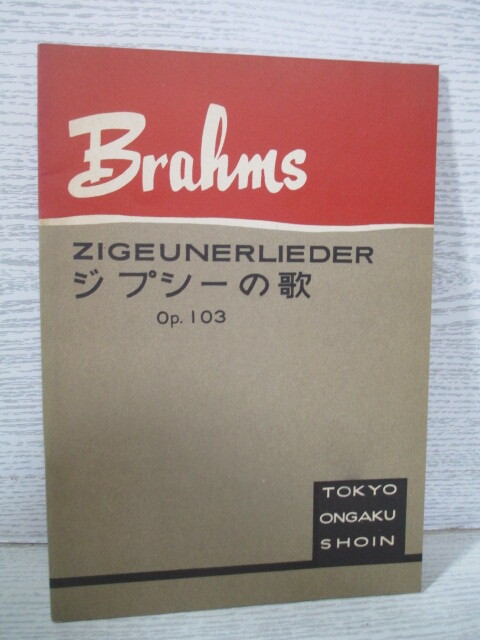 Brahms
ZIGEUNERLIEDER
ジプシーの歌
Op. 103
TOKYO
ONGAKU
SHOIN